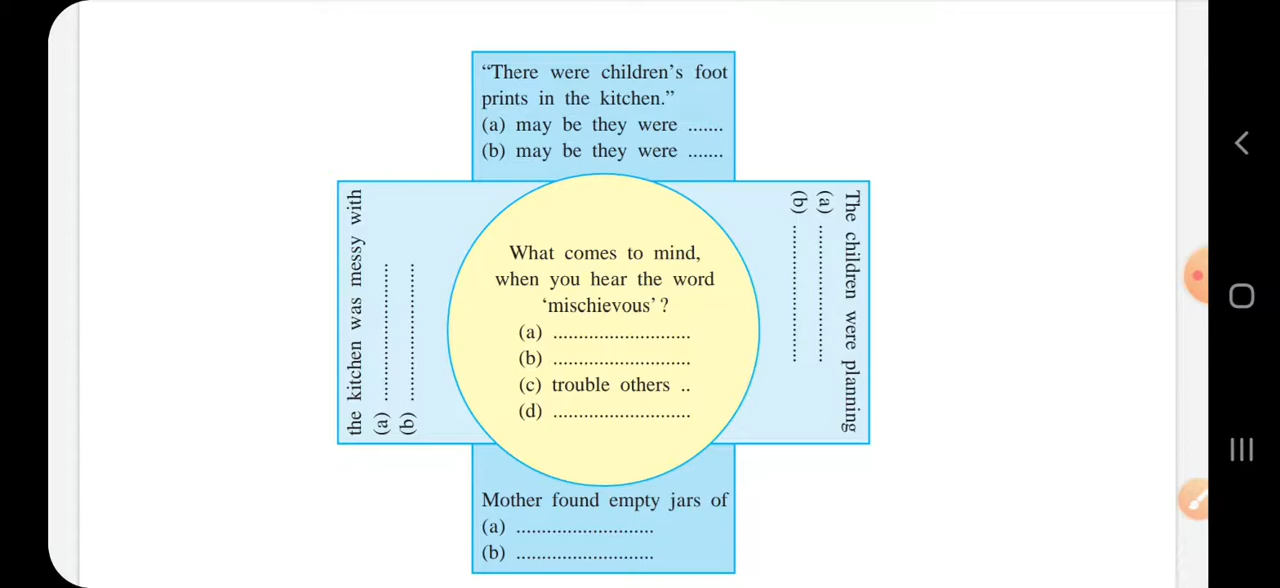 “There were children’s foot
prints in the kitchen.”
(a) may be they were .......
(b) may be they were .......
the kitchen was messy with
(a) ...........................
(b) ...........................
What comes to mind,
when you hear the word
‘mischievous’ ?
(a) ...........................
(b) ...........................
(c) trouble others ..
(d) ...........................
The children were planning
(a) ...........................
(b) ...........................
Mother found empty jars of
(a) ...........................
(b) ...........................